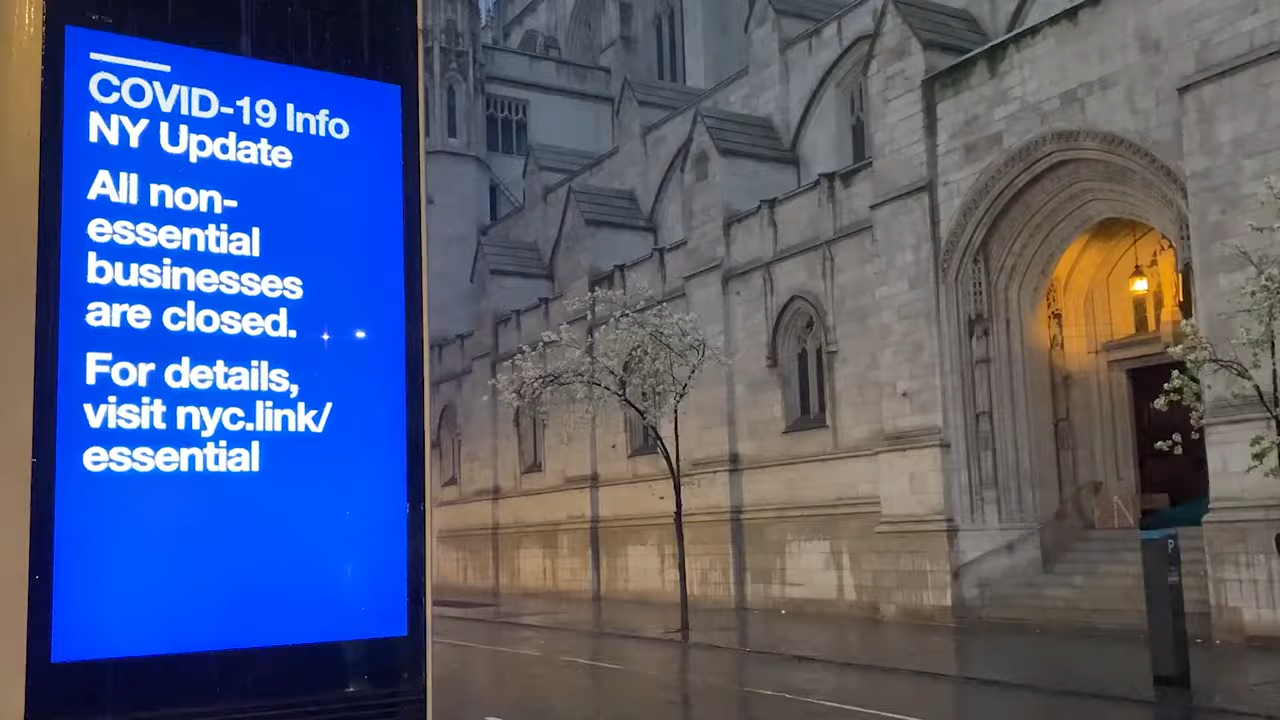 COVID-19 Info
NY Update
All non-
essential
businesses
are closed.
For details,
visit nyc.link/
essential
P